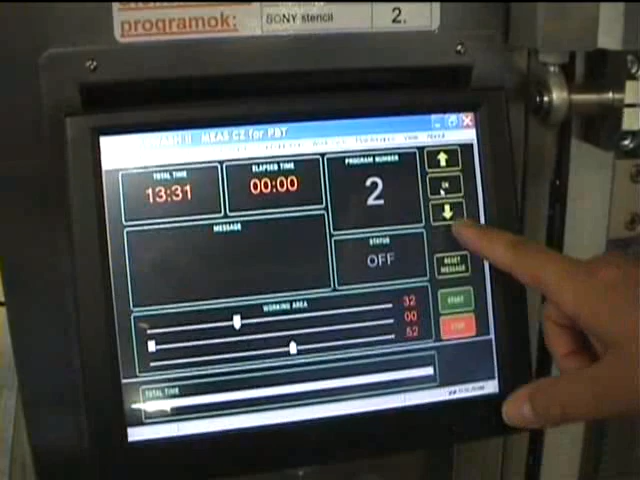 programok:
SONY stencil
2.
MEAS CZ for PBT
TOTAL TIME
13:31
ELAPSED TIME
00:00
PROGRAM NUMBER
2
OK
MESSAGE
STATUS
OFF
RESET
MESSAGE
WORKING AREA
32
00
52
START
STOP
TOTAL TIME